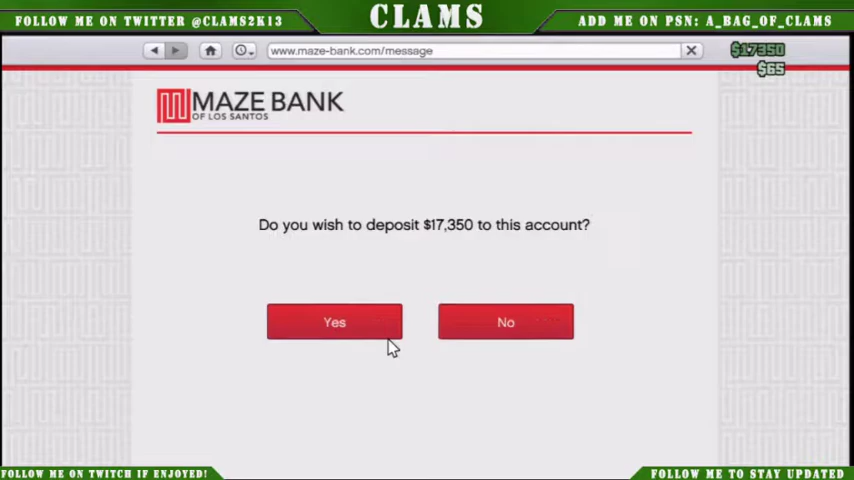 FOLLOW ME ON TWITTER @CLAMS2K13
CLAMS
ADD ME ON PSN: A_BAG_OF_CLAMS
www.maze-bank.com/message
$17350
$65
MAZE BANK
OF LOS SANTOS
Do you wish to deposit $17,350 to this account?
Yes
No
FOLLOW ME ON TWITCH IF ENJOYED!
FOLLOW ME TO STAY UPDATED